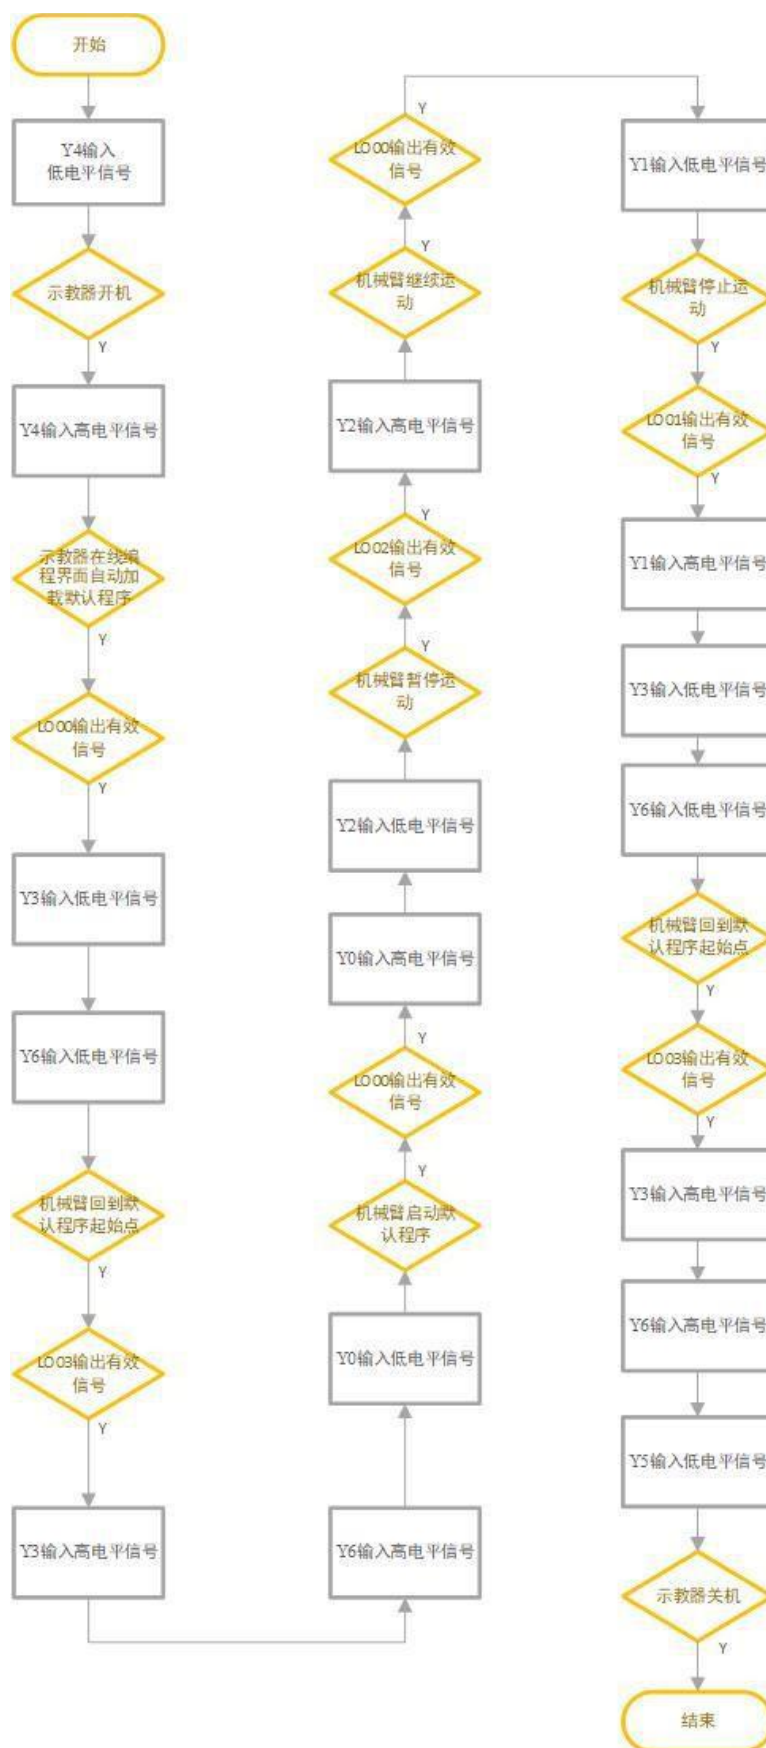 开始
Y4输入
低电平信号
示教器开机
Y
Y4输入高电平信号
示教器在线编
程界面自动加
载默认程序
Y
LO00输出有效
信号
Y
Y3输入低电平信号
Y6输入低电平信号
机械臂回到默
认程序起始点
Y
LO03输出有效
信号
Y
Y3输入高电平信号
Y6输入高电平信号
Y0输入低电平信号
机械臂启动默
认程序
Y
LO00输出有效
信号
Y
Y0输入高电平信号
Y2输入低电平信号
机械臂暂停运
动
Y
LO02输出有效
信号
Y
Y2输入高电平信号
机械臂继续运
动
Y
LO00输出有效
信号
Y
Y1输入低电平信号
机械臂停止运
动
Y
LO01输出有效
信号
Y
Y1输入高电平信号
Y3输入低电平信号
Y6输入低电平信号
机械臂回到默
认程序起始点
Y
LO03输出有效
信号
Y
Y3输入高电平信号
Y6输入高电平信号
Y5输入低电平信号
示教器关机
Y
结束